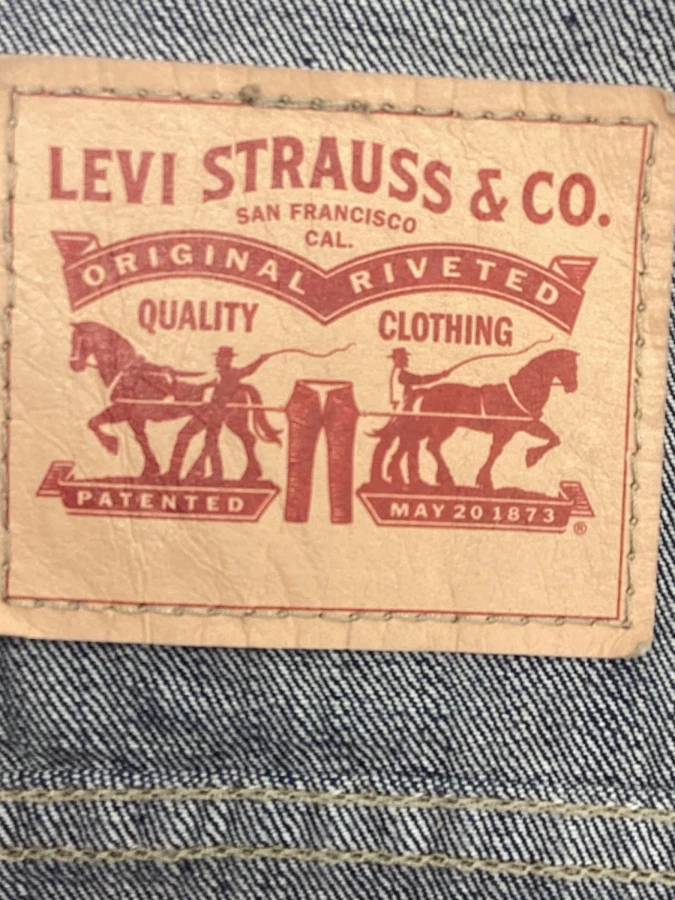 LEVI STRAUSS & CO.
SAN FRANCISCO
CAL.
ORIGINAL RIVETED
QUALITY CLOTHING
PATENTED MAY 20 1873 ®